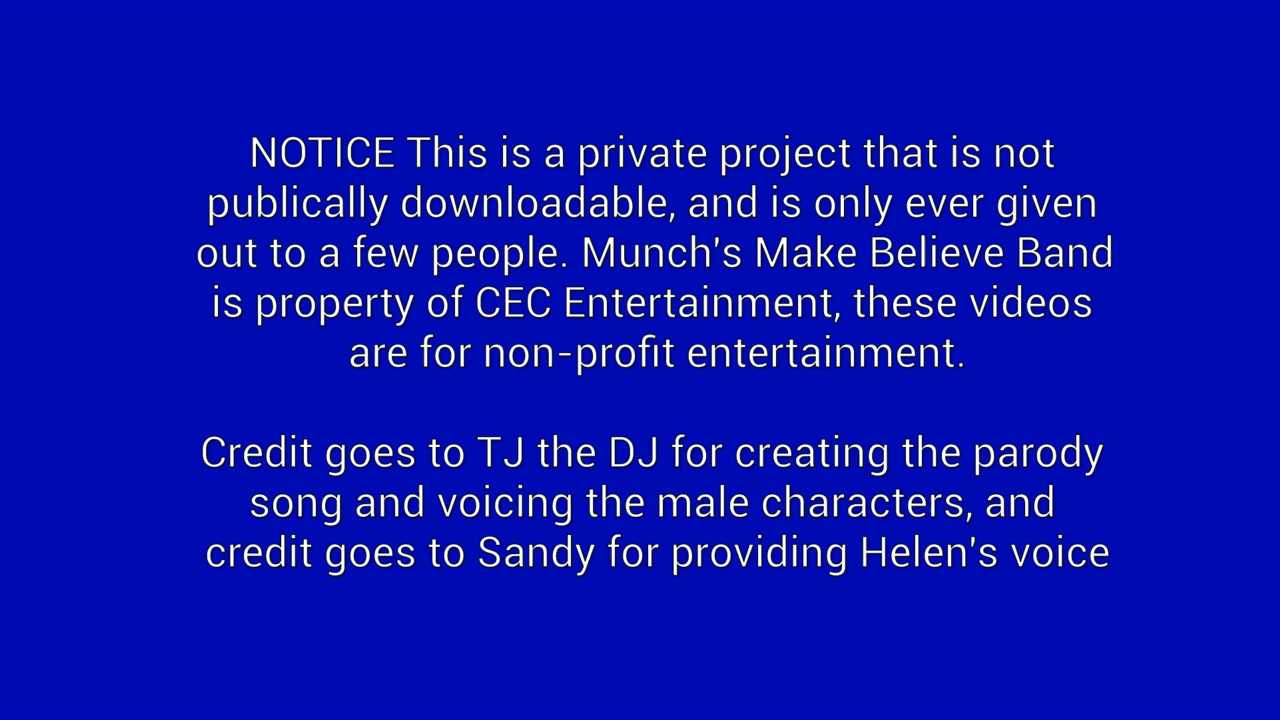 NOTICE This is a private project that is not
publically downloadable, and is only ever given
out to a few people. Munch's Make Believe Band
is property of CEC Entertainment, these videos
are for non-profit entertainment.
Credit goes to TJ the DJ for creating the parody
song and voicing the male characters, and
credit goes to Sandy for providing Helen's voice